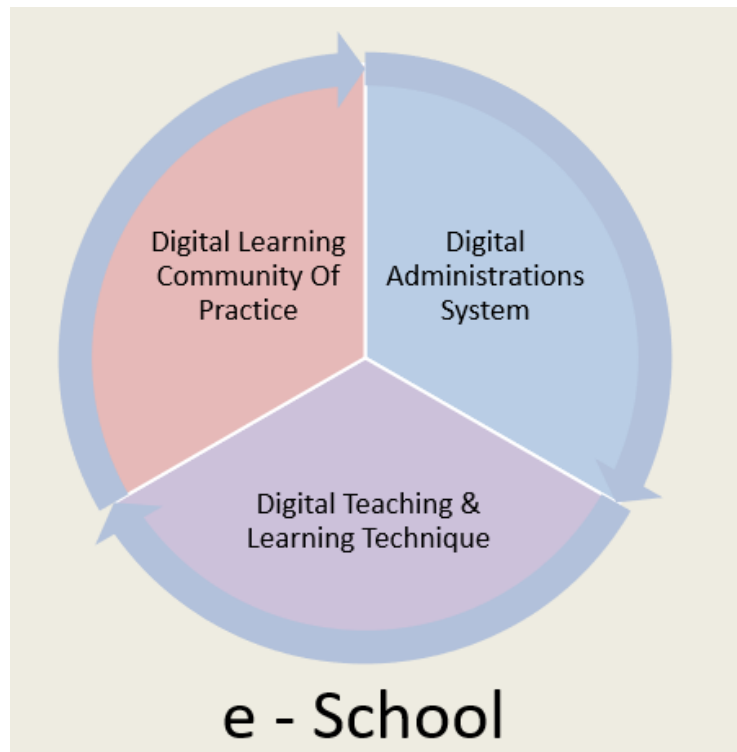 Digital Learning
Community Of
Practice
Digital
Administrations
System
Digital Teaching &
Learning Technique
e - School